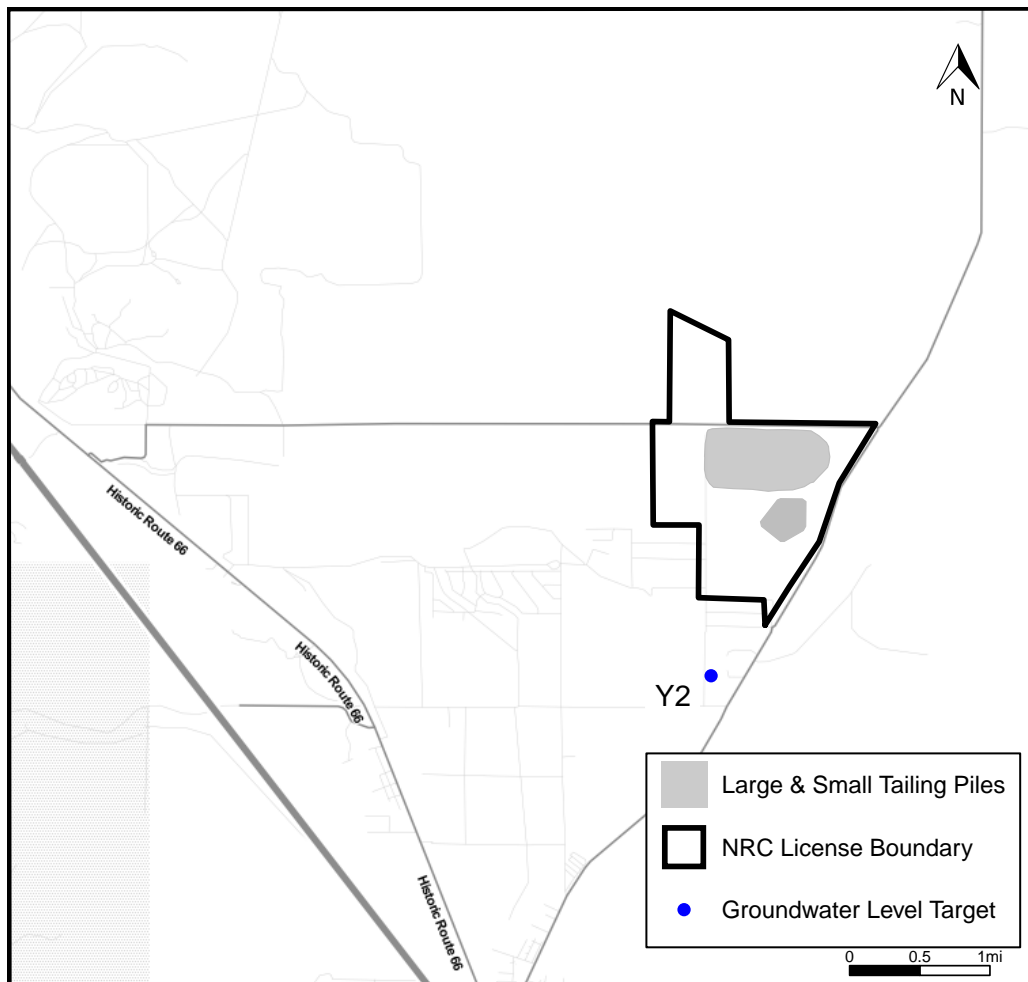 N
Historic Route 66
Historic Route 66
Y2
Historic Route 66
Large & Small Tailing Piles
NRC License Boundary
Groundwater Level Target
0 0.5 1mi